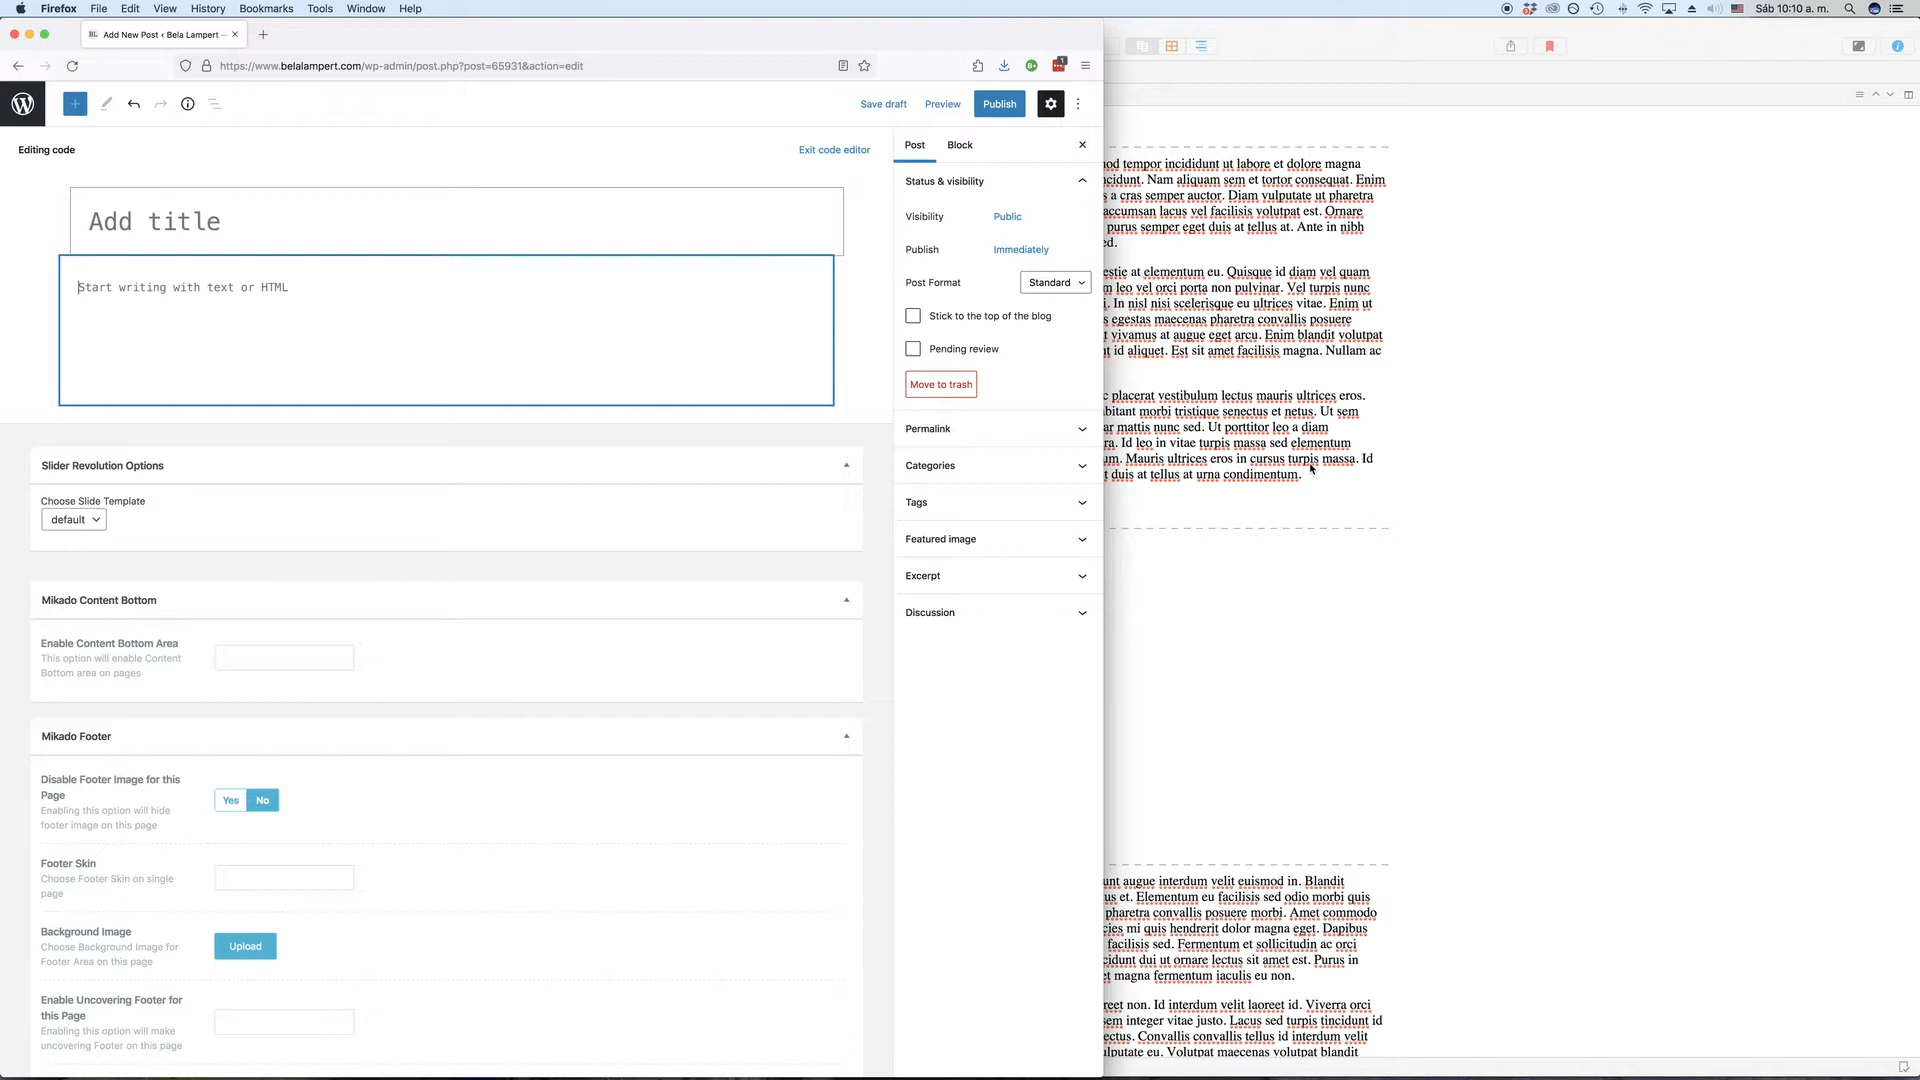 Firefox File Edit View History Bookmarks Tools Window Help
Sáb 10:10 a. m.
BL Add New Post ‹ Bela Lampert —
https://www.belalampert.com/wp-admin/post.php?post=65931&action=edit
Save draft Preview Publish
Editing code
Exit code editor
Add title
Start writing with text or HTML
Slider Revolution Options
Choose Slide Template
default
Mikado Content Bottom
Enable Content Bottom Area
This option will enable Content
Bottom area on pages
Mikado Footer
Disable Footer Image for this
Page
Enabling this option will hide
footer image on this page
Yes No
Footer Skin
Choose Footer Skin on single
page
Background Image
Choose Background Image for
Footer Area on this page
Upload
Enable Uncovering Footer for
this Page
Enabling this option will make
uncovering Footer on this page
Post Block
Status & visibility
Visibility Public
Publish Immediately
Post Format Standard
Stick to the top of the blog
Pending review
Move to trash
Permalink
Categories
Tags
Featured image
Excerpt
Discussion
tempor incididunt ut labore et dolore magna
Nam aliquam sem et tortor consequat. Enim
a cras semper auctor. Diam vulputate ut pharetra
accumsan lacus vel facilisis volutpat est. Ornare
purus semper eget duis at tellus at. Ante in nibh
at elementum eu. Quisque id diam vel quam
leo vel orci porta non pulvinar. Vel turpis nunc
In nisl nisi scelerisque eu ultrices vitae. Enim ut
egestas maecenas pharetra convallis posuere
vivamus at augue eget arcu. Enim blandit volutpat
id aliquet. Est sit amet facilisis magna. Nullam ac
placerat vestibulum lectus mauris ultrices eros.
morbi tristique senectus et netus. Ut sem
mattis nunc sed. Ut porttitor leo a diam
Id leo in vitae turpis massa sed elementum
Mauris ultrices eros in cursus turpis massa. Id
duis at tellus at urna condimentum.
augue interdum velit euismod in. Blandit
et. Elementum eu facilisis sed odio morbi quis
pharetra convallis posuere morbi. Amet commodo
mi quis hendrerit dolor magna eget. Dapibus
facilisis sed. Fermentum et sollicitudin ac orci
dui ut ornare lectus sit amet est. Purus in
magna fermentum iaculis eu non.
non. Id interdum velit laoreet id. Viverra orci
integer vitae justo. Lacus sed turpis tincidunt id
Convallis convallis tellus id interdum velit
eu. Volutpat maecenas volutpat blandit